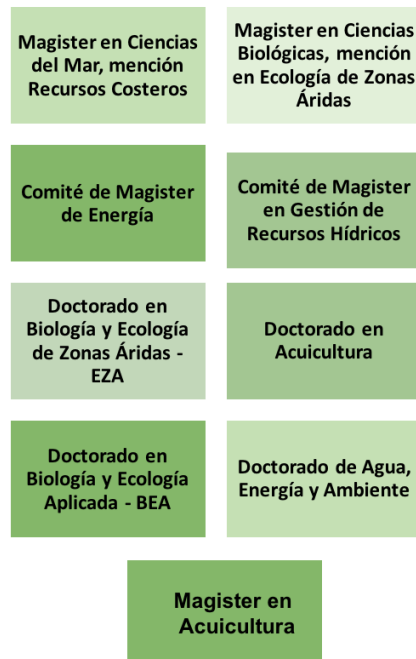 Magister en Ciencias
del Mar, mención
Recursos Costeros
Magister en Ciencias
Biológicas, mención
en Ecología de Zonas
Áridas
Comité de Magister
de Energía
Comité de Magister
en Gestión de
Recursos Hídricos
Doctorado en
Biología y Ecología
de Zonas Áridas -
EZA
Doctorado en
Acuicultura
Doctorado en
Biología y Ecología
Aplicada - BEA
Doctorado de Agua,
Energía y Ambiente
Magister en
Acuicultura